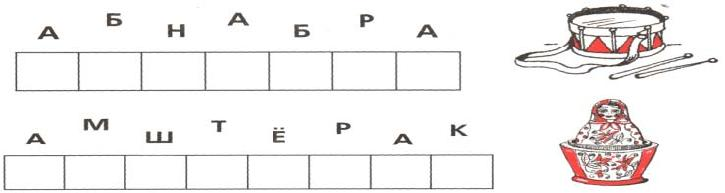 А Б Н А Б Р А
А М Ш Т Ё Р А К